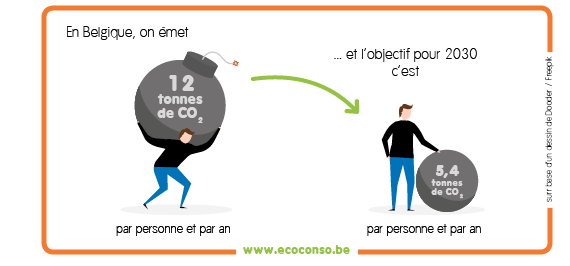 En Belgique, on émet
12
tonnes
de CO2
par personne et par an
... et l'objectif pour 2030
c'est
5,4
tonnes
de CO2
par personne et par an
www.ecoconso.be
surr base d'un dessin de Dooder / Freepik